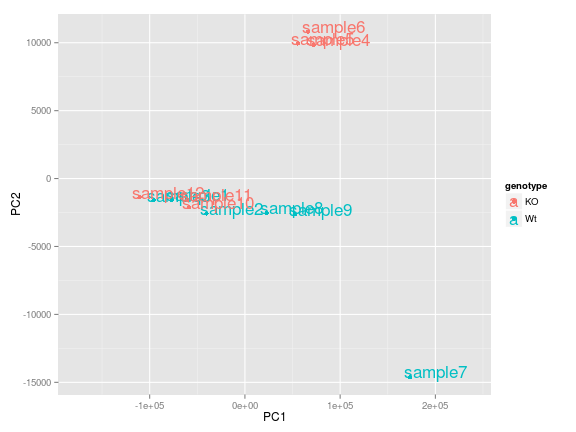 sample6
sample4
10000
5000
0
sample12
sample11
sample10
sample2
sample8
sample9
-5000
-10000
sample7
-15000
-1e+05
0e+00
1e+05
2e+05
PC1
PC2
genotype
a KO
a Wt